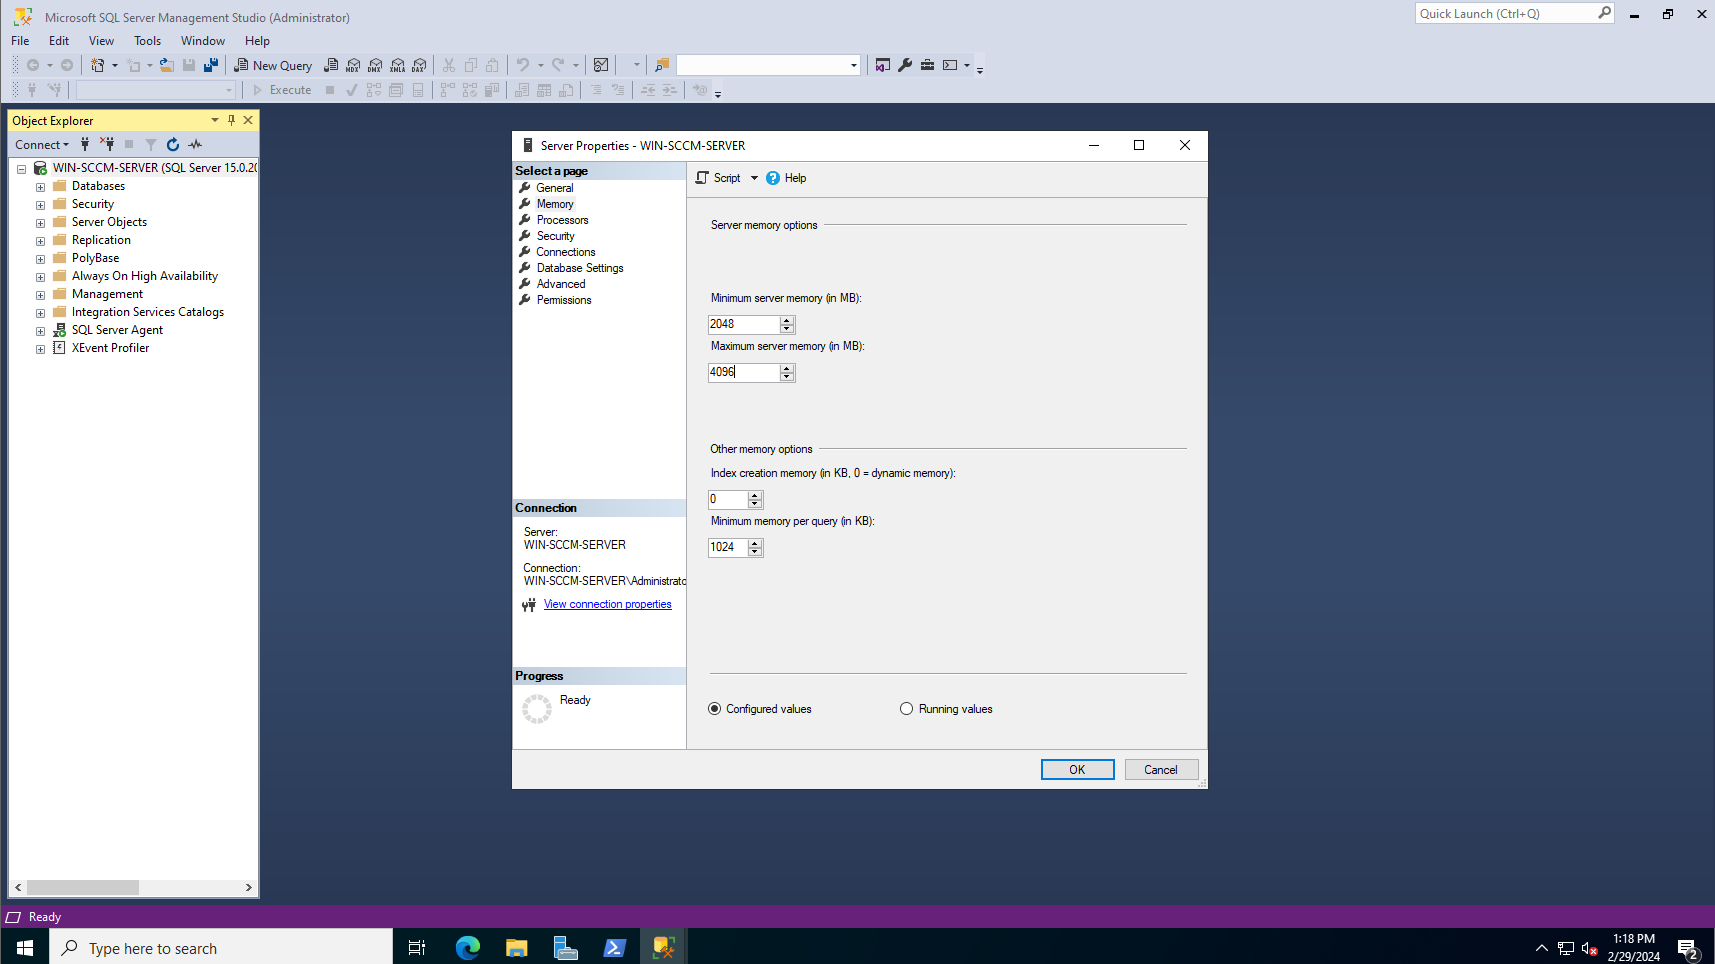 Microsoft SQL Server Management Studio (Administrator)
Quick Launch (Ctrl+Q)
File Edit View Tools Window Help
New Query
MDX DMX XMLA DAX
Execute
Object Explorer
Connect
WIN-SCCM-SERVER (SQL Server 15.0.20
Databases
Security
Server Objects
Replication
PolyBase
Always On High Availability
Management
Integration Services Catalogs
SQL Server Agent
XEvent Profiler
Server Properties - WIN-SCCM-SERVER
Select a page
General
Memory
Processors
Security
Connections
Database Settings
Advanced
Permissions
Connection
Server:
WIN-SCCM-SERVER
Connection:
WIN-SCCM-SERVER\Administrato
View connection properties
Progress
Ready
Script
Help
Server memory options
Minimum server memory (in MB):
2048
Maximum server memory (in MB):
4096
Other memory options
Index creation memory (in KB, 0 = dynamic memory):
0
Minimum memory per query (in KB):
1024
Configured values
Running values
OK
Cancel
Ready
Type here to search
1:18 PM
2/29/2024
2